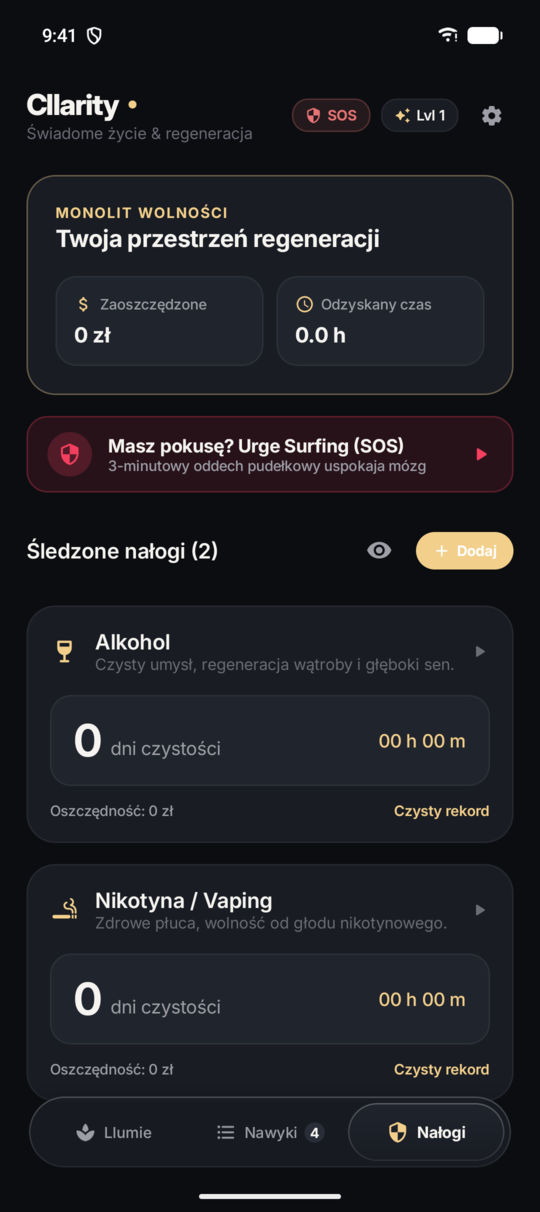 9:41
Cllarity
Świadome życie & regeneracja
SOS
Lvl 1
MONOLIT WOLNOŚCI
Twoja przestrzeń regeneracji
$ Zaoszczędzone
0 zł
Odzyskany czas
0.0 h
Masz pokusę? Urge Surfing (SOS)
3-minutowy oddech pudełkowy uspokaja mózg
Śledzone nałogi (2)
+ Dodaj
Alkohol
Czysty umysł, regeneracja wątroby i głęboki sen.
0 dni czystości
00 h 00 m
Oszczędność: 0 zł
Czysty rekord
Nikotyna / Vaping
Zdrowe płuca, wolność od głodu nikotynowego.
0 dni czystości
00 h 00 m
Oszczędność: 0 zł
Czysty rekord
Llumie
Nawyki 4
Nałogi